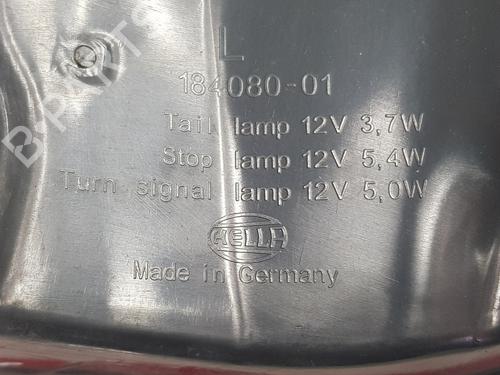 L
184080-01
Tail lamp 12V 3,7W
Stop lamp 12V 5,4W
Turn signal lamp 12V 5,0W
HELLA
Made in Germany
B-PARTS